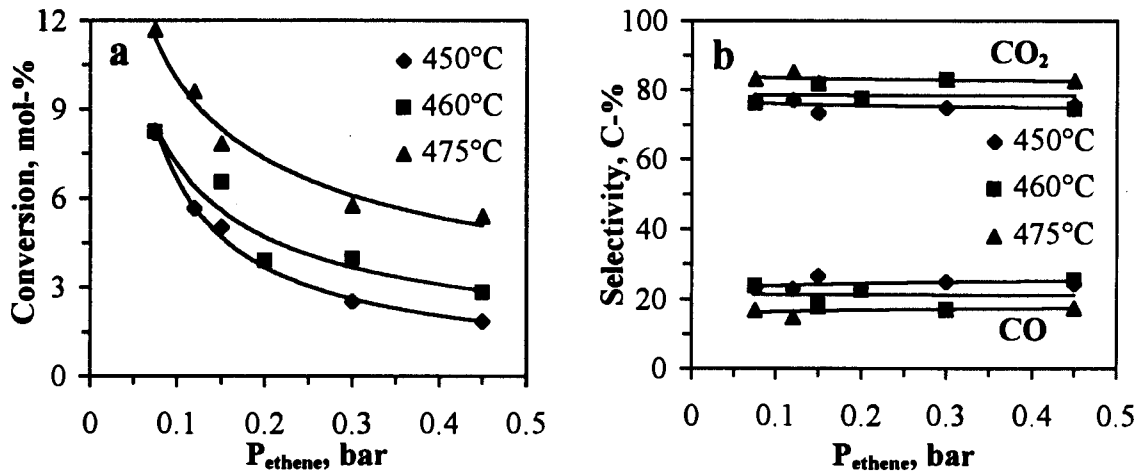 12
9
6
3
0
Conversion, mol-%
a
450°C
460°C
475°C
0 0.1 0.2 0.3 0.4 0.5
Pethene, bar
100
80
60
40
20
0
Selectivity, C-%
b
CO₂
450°C
460°C
475°C
CO
0 0.1 0.2 0.3 0.4 0.5
Pethene, bar